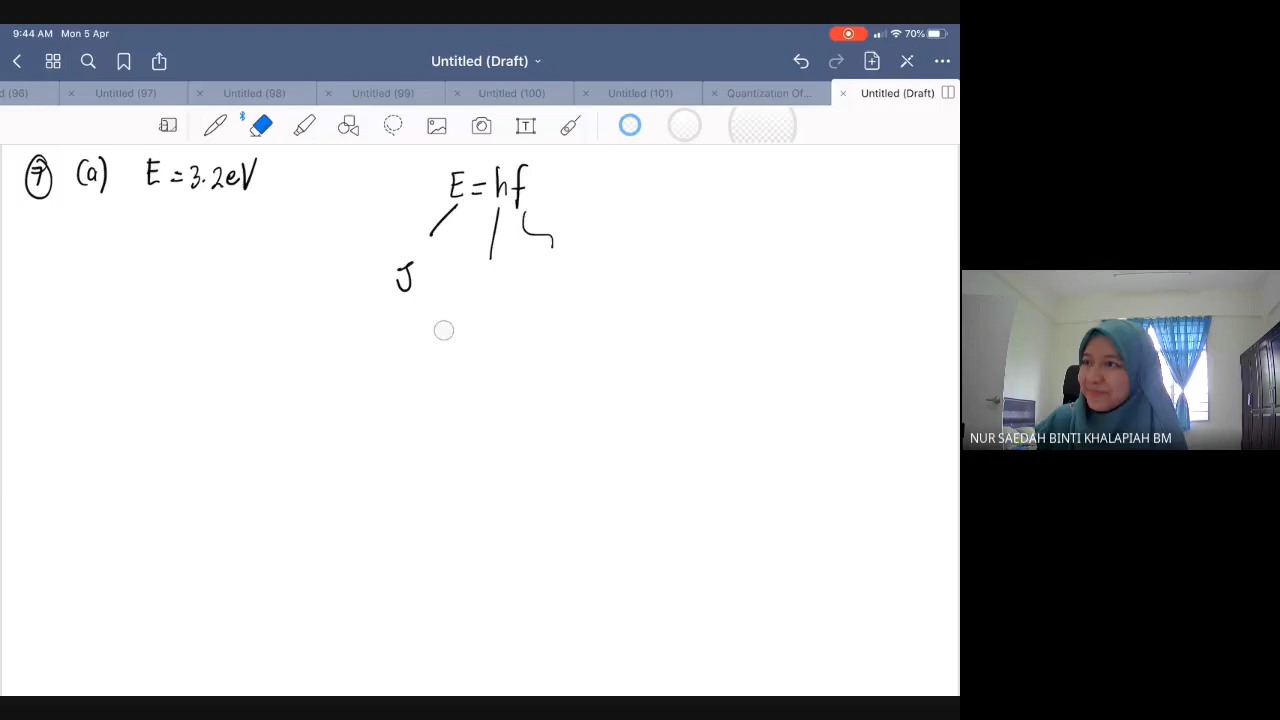 9:44 AM Mon 5 Apr
70%
Untitled (Draft)
d (96)
Untitled (97)
Untitled (98)
Untitled (99)
Untitled (100)
Untitled (101)
Quantization Of...
Untitled (Draft)
T
7 (a) E = 3.2eV
E = hf
J
NUR SAEDAH BINTI KHALAPIAH BM